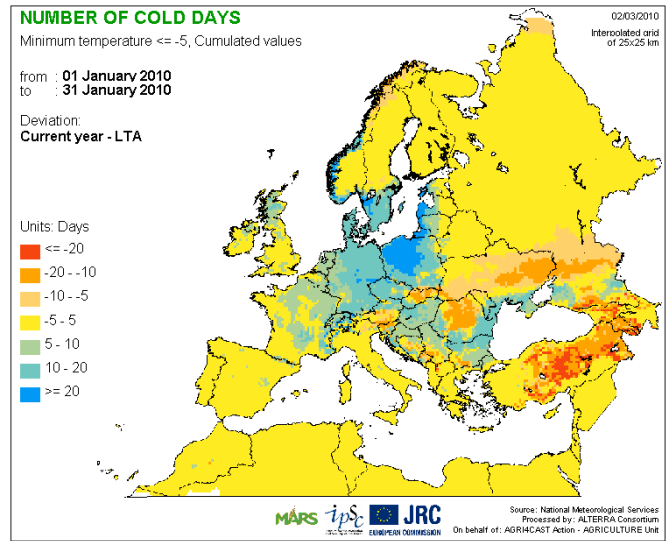 NUMBER OF COLD DAYS
Minimum temperature <= -5, Cumulated values
from : 01 January 2010
to : 31 January 2010
Deviation:
Current year - LTA
02/03/2010
Interpolated grid
of 25x25 km
Units: Days
<= -20
-20 - -10
-10 - -5
-5 - 5
5 - 10
10 - 20
>= 20
MARS ipsc JRC
EUROPEAN COMMISSION
Source: National Meteorological Services
Processed by: ALTERRA Consortium
On behalf of: AGRI4CAST Action - AGRICULTURE Unit